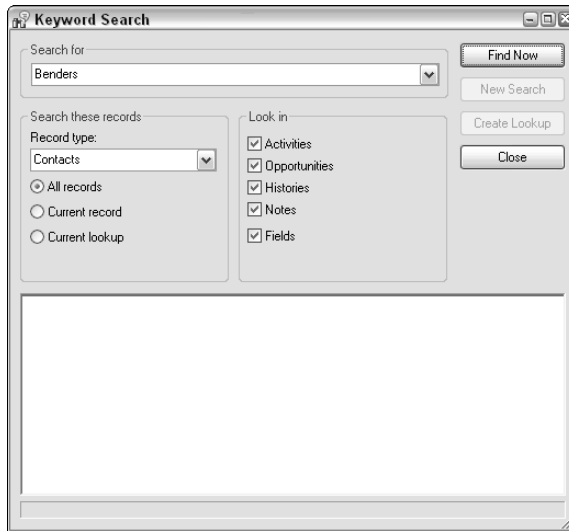 Keyword Search
Search for
Benders
Find Now
New Search
Create Lookup
Close
Search these records
Record type:
Contacts
All records
Current record
Current lookup
Look in
Activities
Opportunities
Histories
Notes
Fields